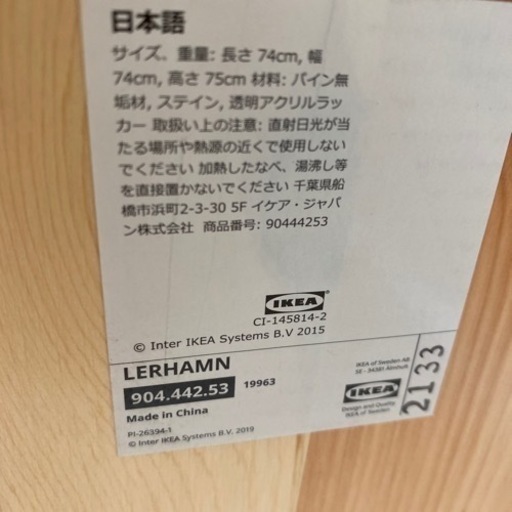 日本語
サイズ、重量: 長さ 74cm, 幅
74cm, 高さ 75cm 材料: パイン無
垢材, ステイン, 透明アクリルラッ
カー 取扱い上の注意: 直射日光が当
たる場所や熱源の近くで使用しない
でください 加熱したなべ、湯沸し等
を直接置かないでください 千葉県船
橋市浜町2-3-30 5F イケア・ジャパ
ン株式会社 商品番号: 90444253
IKEA
CI-145814-2
© Inter IKEA Systems B.V 2015
LERHAMN
904.442.53 19963
Made in China
PI-26394-1
© Inter IKEA Systems B.V. 2019
IKEA of Sweden AB
SE - 34381 Älmhult
IKEA
Design and Quality
IKEA of Sweden
2133